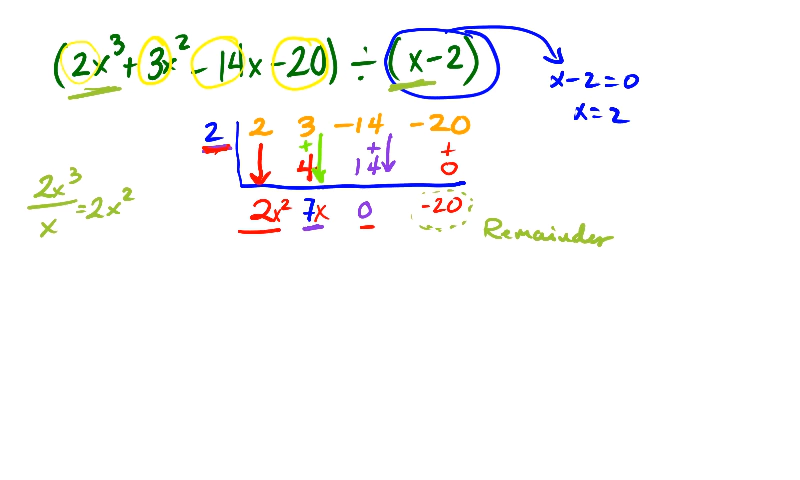 (2x³ + 3x² - 14x - 20) ÷ (x - 2)
x - 2 = 0
x = 2
2 | 2 3 -14 -20
+ + +
4 14 0
2x² 7x 0 -20
Remainder
2x³/x = 2x²